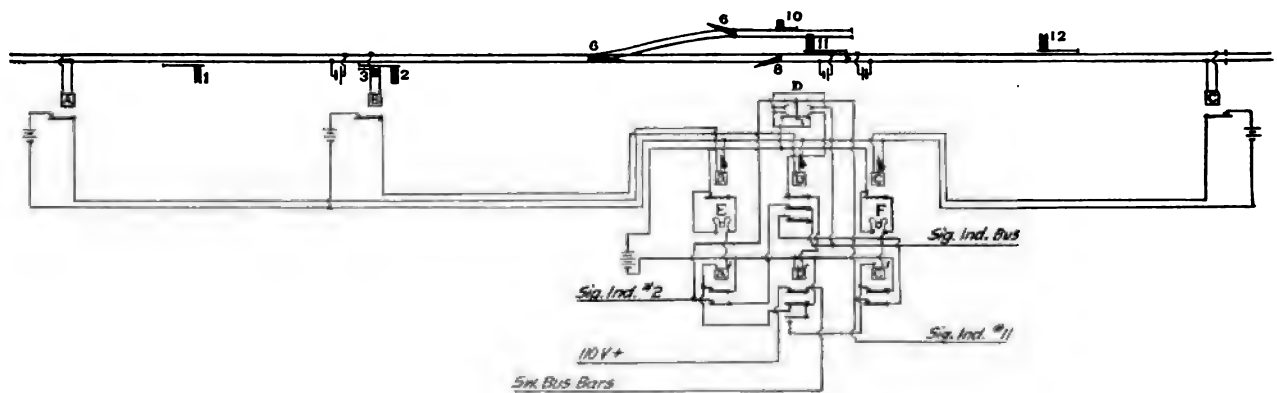 6 10
6 11 12
8
1 3 2
A B D C
E F
Sig. Ind. Bus
Sig. Ind. #2
Sig. Ind. #11
110 V +
Sw. Bus Bars